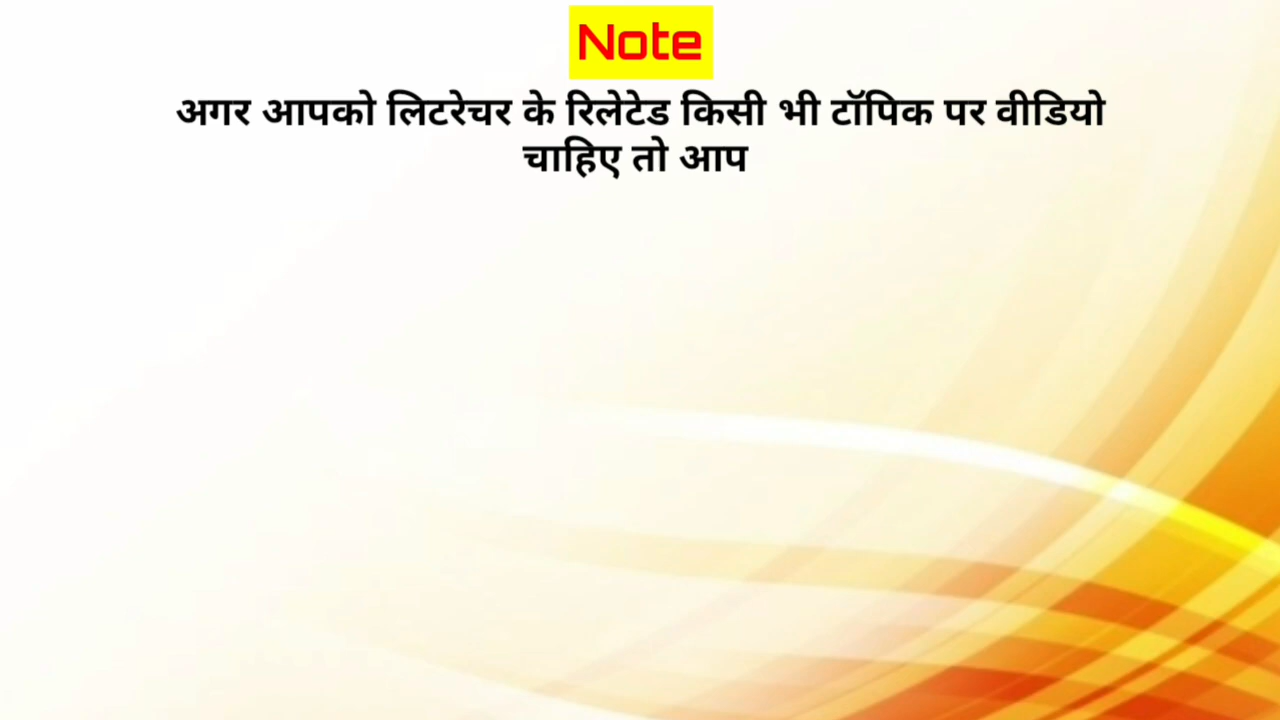 Note
अगर आपको लिटरेचर के रिलेटेड किसी भी टॉपिक पर वीडियो
चाहिए तो आप